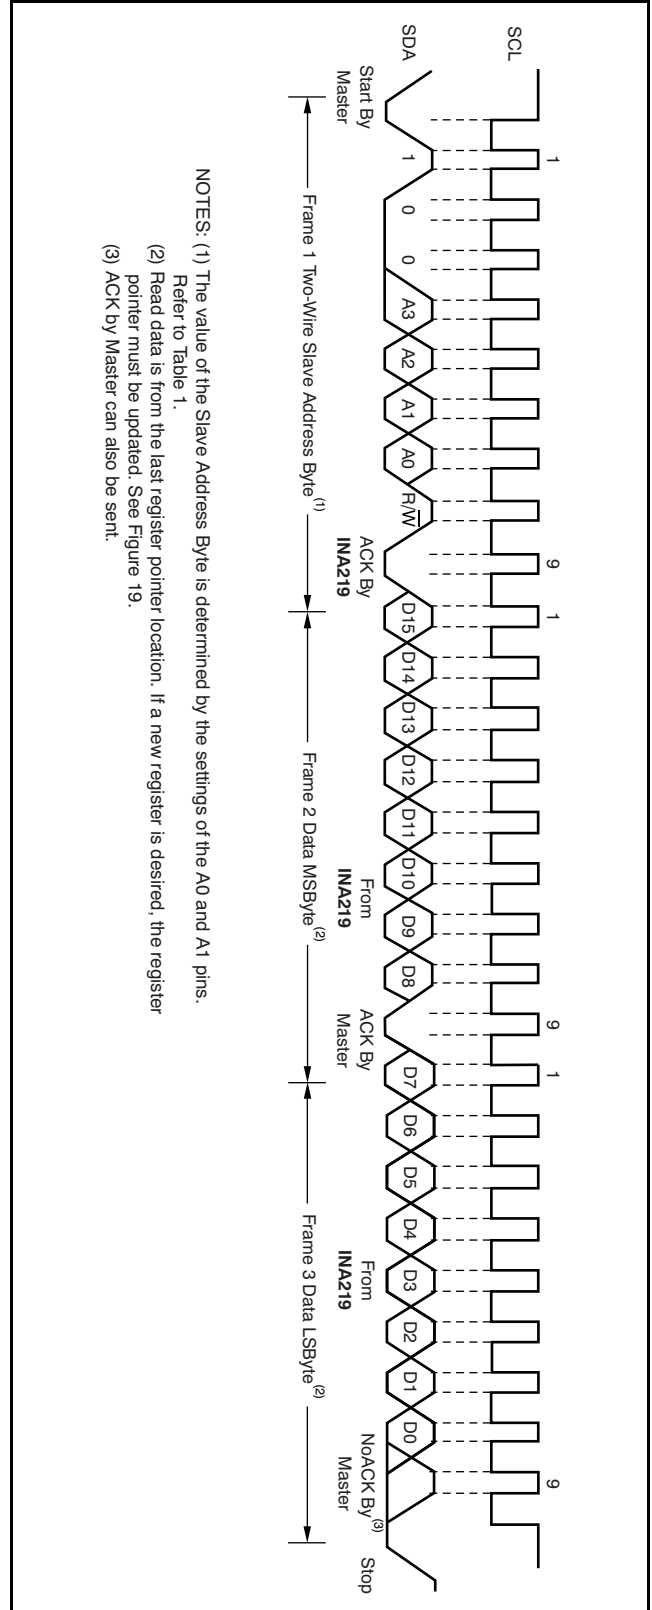 1 9 1 9 1 9
SCL
SDA
1 0 0 A3 A2 A1 A0 R/W D15 D14 D13 D12 D11 D10 D9 D8 D7 D6 D5 D4 D3 D2 D1 D0
Start By
Master
ACK By
INA219
From
INA219
ACK By
Master
From
INA219
NoACK By(3)
Master
Stop
Frame 1 Two-Wire Slave Address Byte(1)
Frame 2 Data MSByte(2)
Frame 3 Data LSByte(2)
NOTES: (1) The value of the Slave Address Byte is determined by the settings of the A0 and A1 pins.
Refer to Table 1.
(2) Read data is from the last register pointer location. If a new register is desired, the register
pointer must be updated. See Figure 19.
(3) ACK by Master can also be sent.